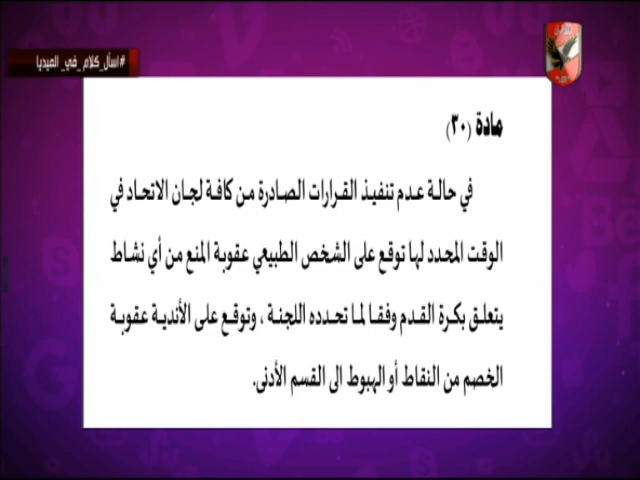 #اسأل_كلام_في_الميديا
مادة (٣٠)
في حالة عدم تنفيذ القرارات الصادرة من كافة لجان الاتحاد في
الوقت المحدد لها توقع على الشخص الطبيعي عقوبة المنع من أي نشاط
يتعلق بكرة القدم وفقا لما تحدده اللجنة ، وتوقع على الأندية عقوبة
الخصم من النقاط أو الهبوط الى القسم الأدنى.